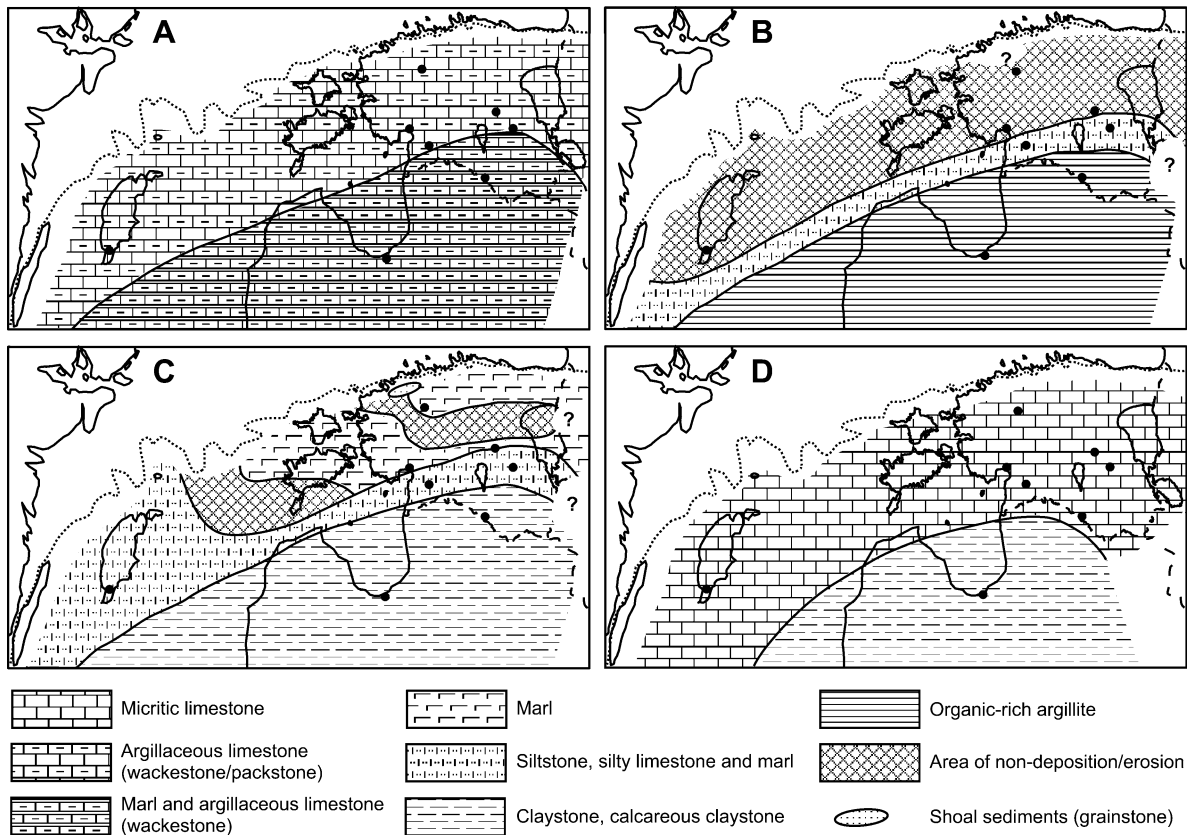 A
B
?
?
C
?
?
D
Micritic limestone
Marl
Organic-rich argillite
Argillaceous limestone
(wackestone/packstone)
Siltstone, silty limestone and marl
Area of non-deposition/erosion
Marl and argillaceous limestone
(wackestone)
Claystone, calcareous claystone
Shoal sediments (grainstone)